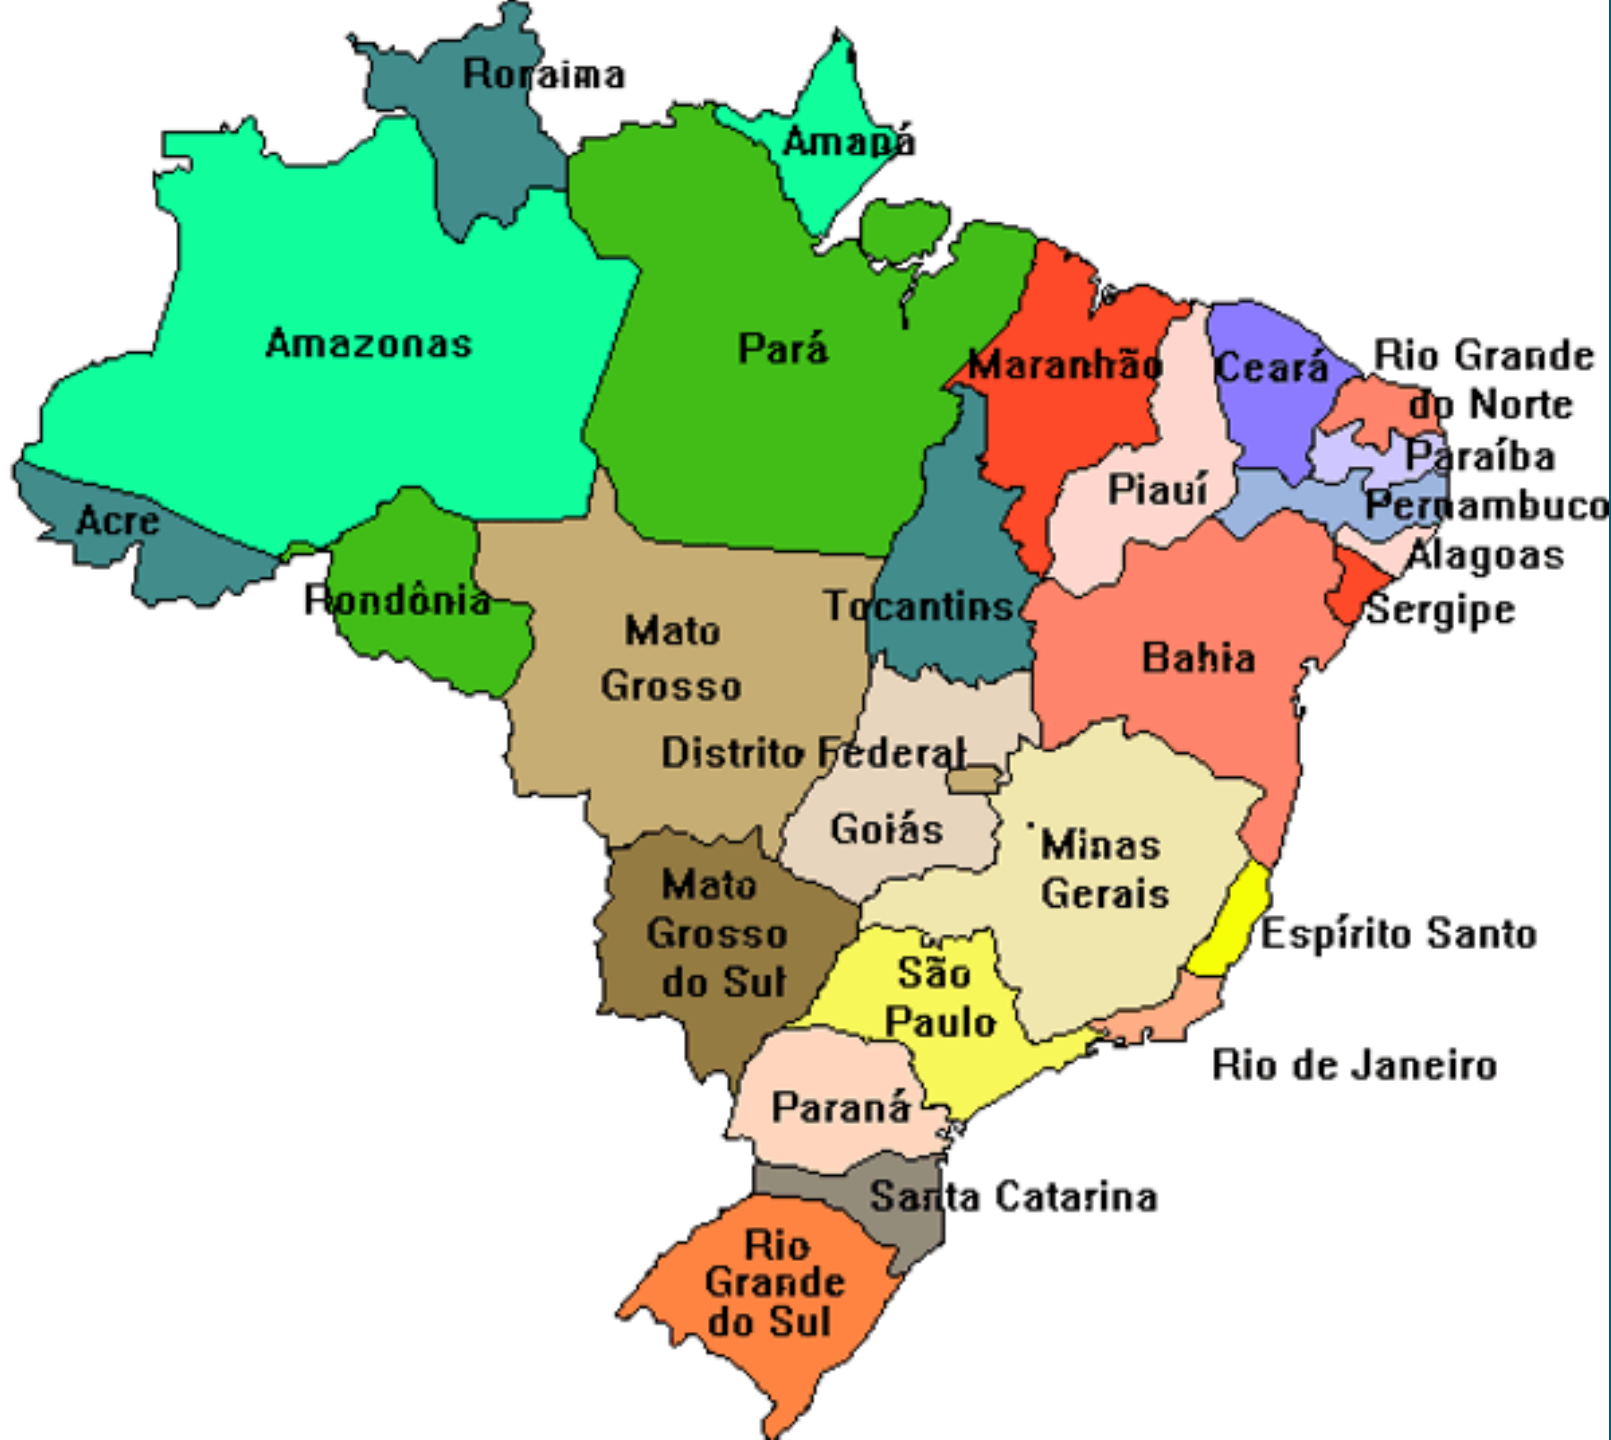 Roraima
Amapá
Amazonas
Pará
Maranhão
Ceará
Rio Grande
do Norte
Paraíba
Piauí
Pernambuco
Acre
Alagoas
Rondônia
Tocantins
Sergipe
Mato
Grosso
Bahia
Distrito Federal
Goiás
Minas
Gerais
Mato
Grosso
do Sul
Espírito Santo
São
Paulo
Rio de Janeiro
Paraná
Santa Catarina
Rio
Grande
do Sul